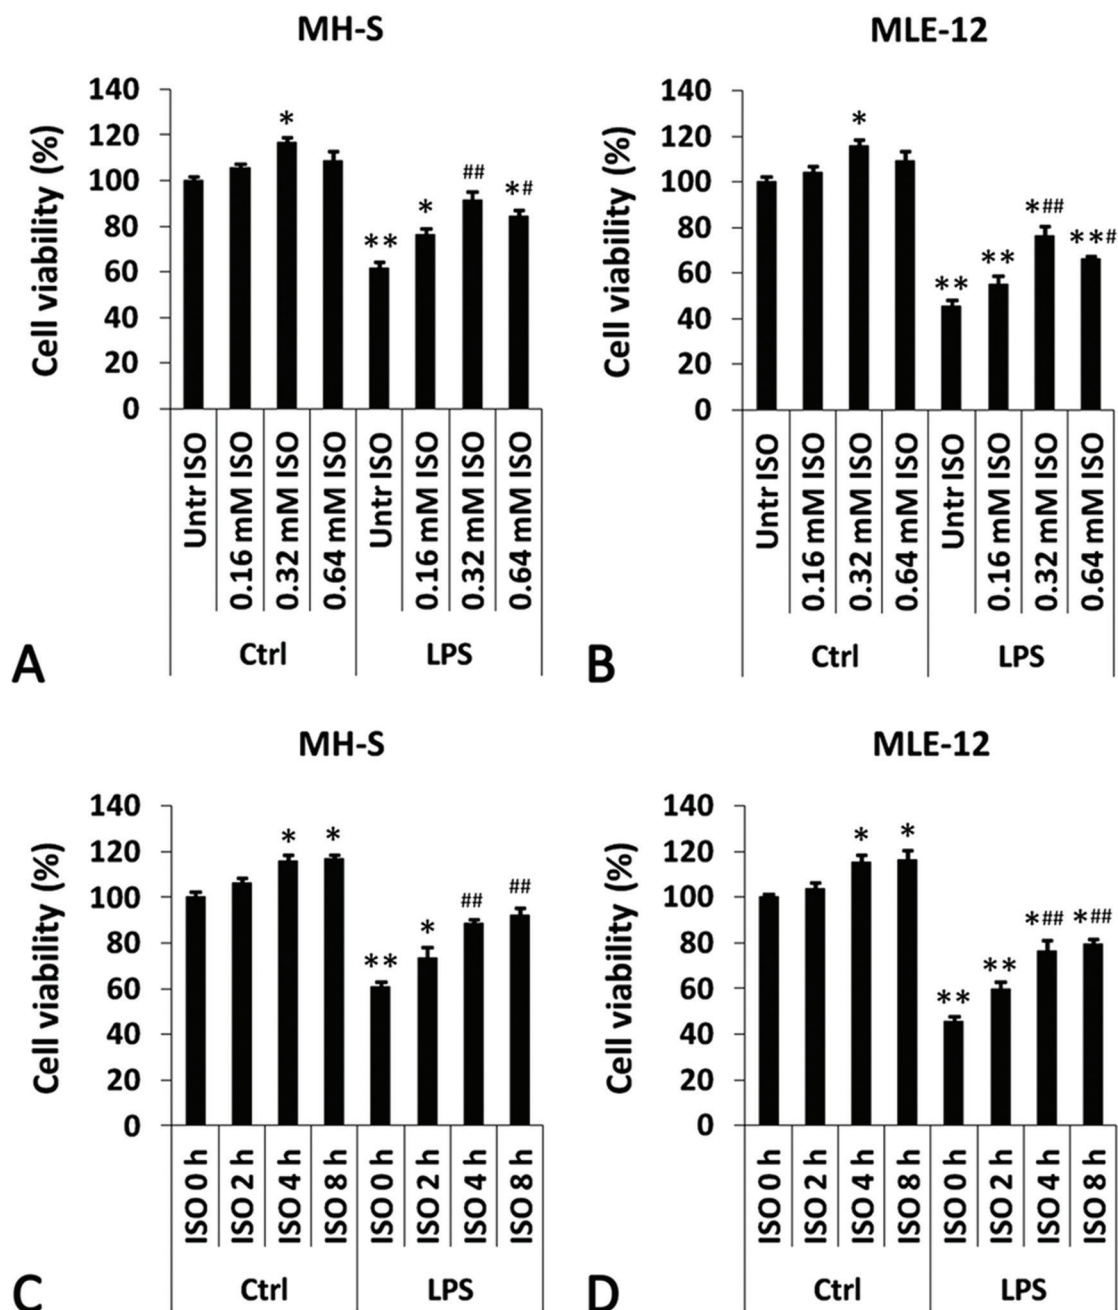 MH-S
Cell viability (%)
140
120
100
80
60
40
20
0
*
**
*
##
*#
Untr ISO
0.16 mM ISO
0.32 mM ISO
0.64 mM ISO
Untr ISO
0.16 mM ISO
0.32 mM ISO
0.64 mM ISO
Ctrl
LPS
A
MLE-12
Cell viability (%)
140
120
100
80
60
40
20
0
*
**
**
*##
**#
Untr ISO
0.16 mM ISO
0.32 mM ISO
0.64 mM ISO
Untr ISO
0.16 mM ISO
0.32 mM ISO
0.64 mM ISO
Ctrl
LPS
B
MH-S
Cell viability (%)
140
120
100
80
60
40
20
0
*
*
**
*
##
##
ISO 0 h
ISO 2 h
ISO 4 h
ISO 8 h
ISO 0 h
ISO 2 h
ISO 4 h
ISO 8 h
Ctrl
LPS
C
MLE-12
Cell viability (%)
140
120
100
80
60
40
20
0
*
*
**
**
*##
*##
ISO 0 h
ISO 2 h
ISO 4 h
ISO 8 h
ISO 0 h
ISO 2 h
ISO 4 h
ISO 8 h
Ctrl
LPS
D